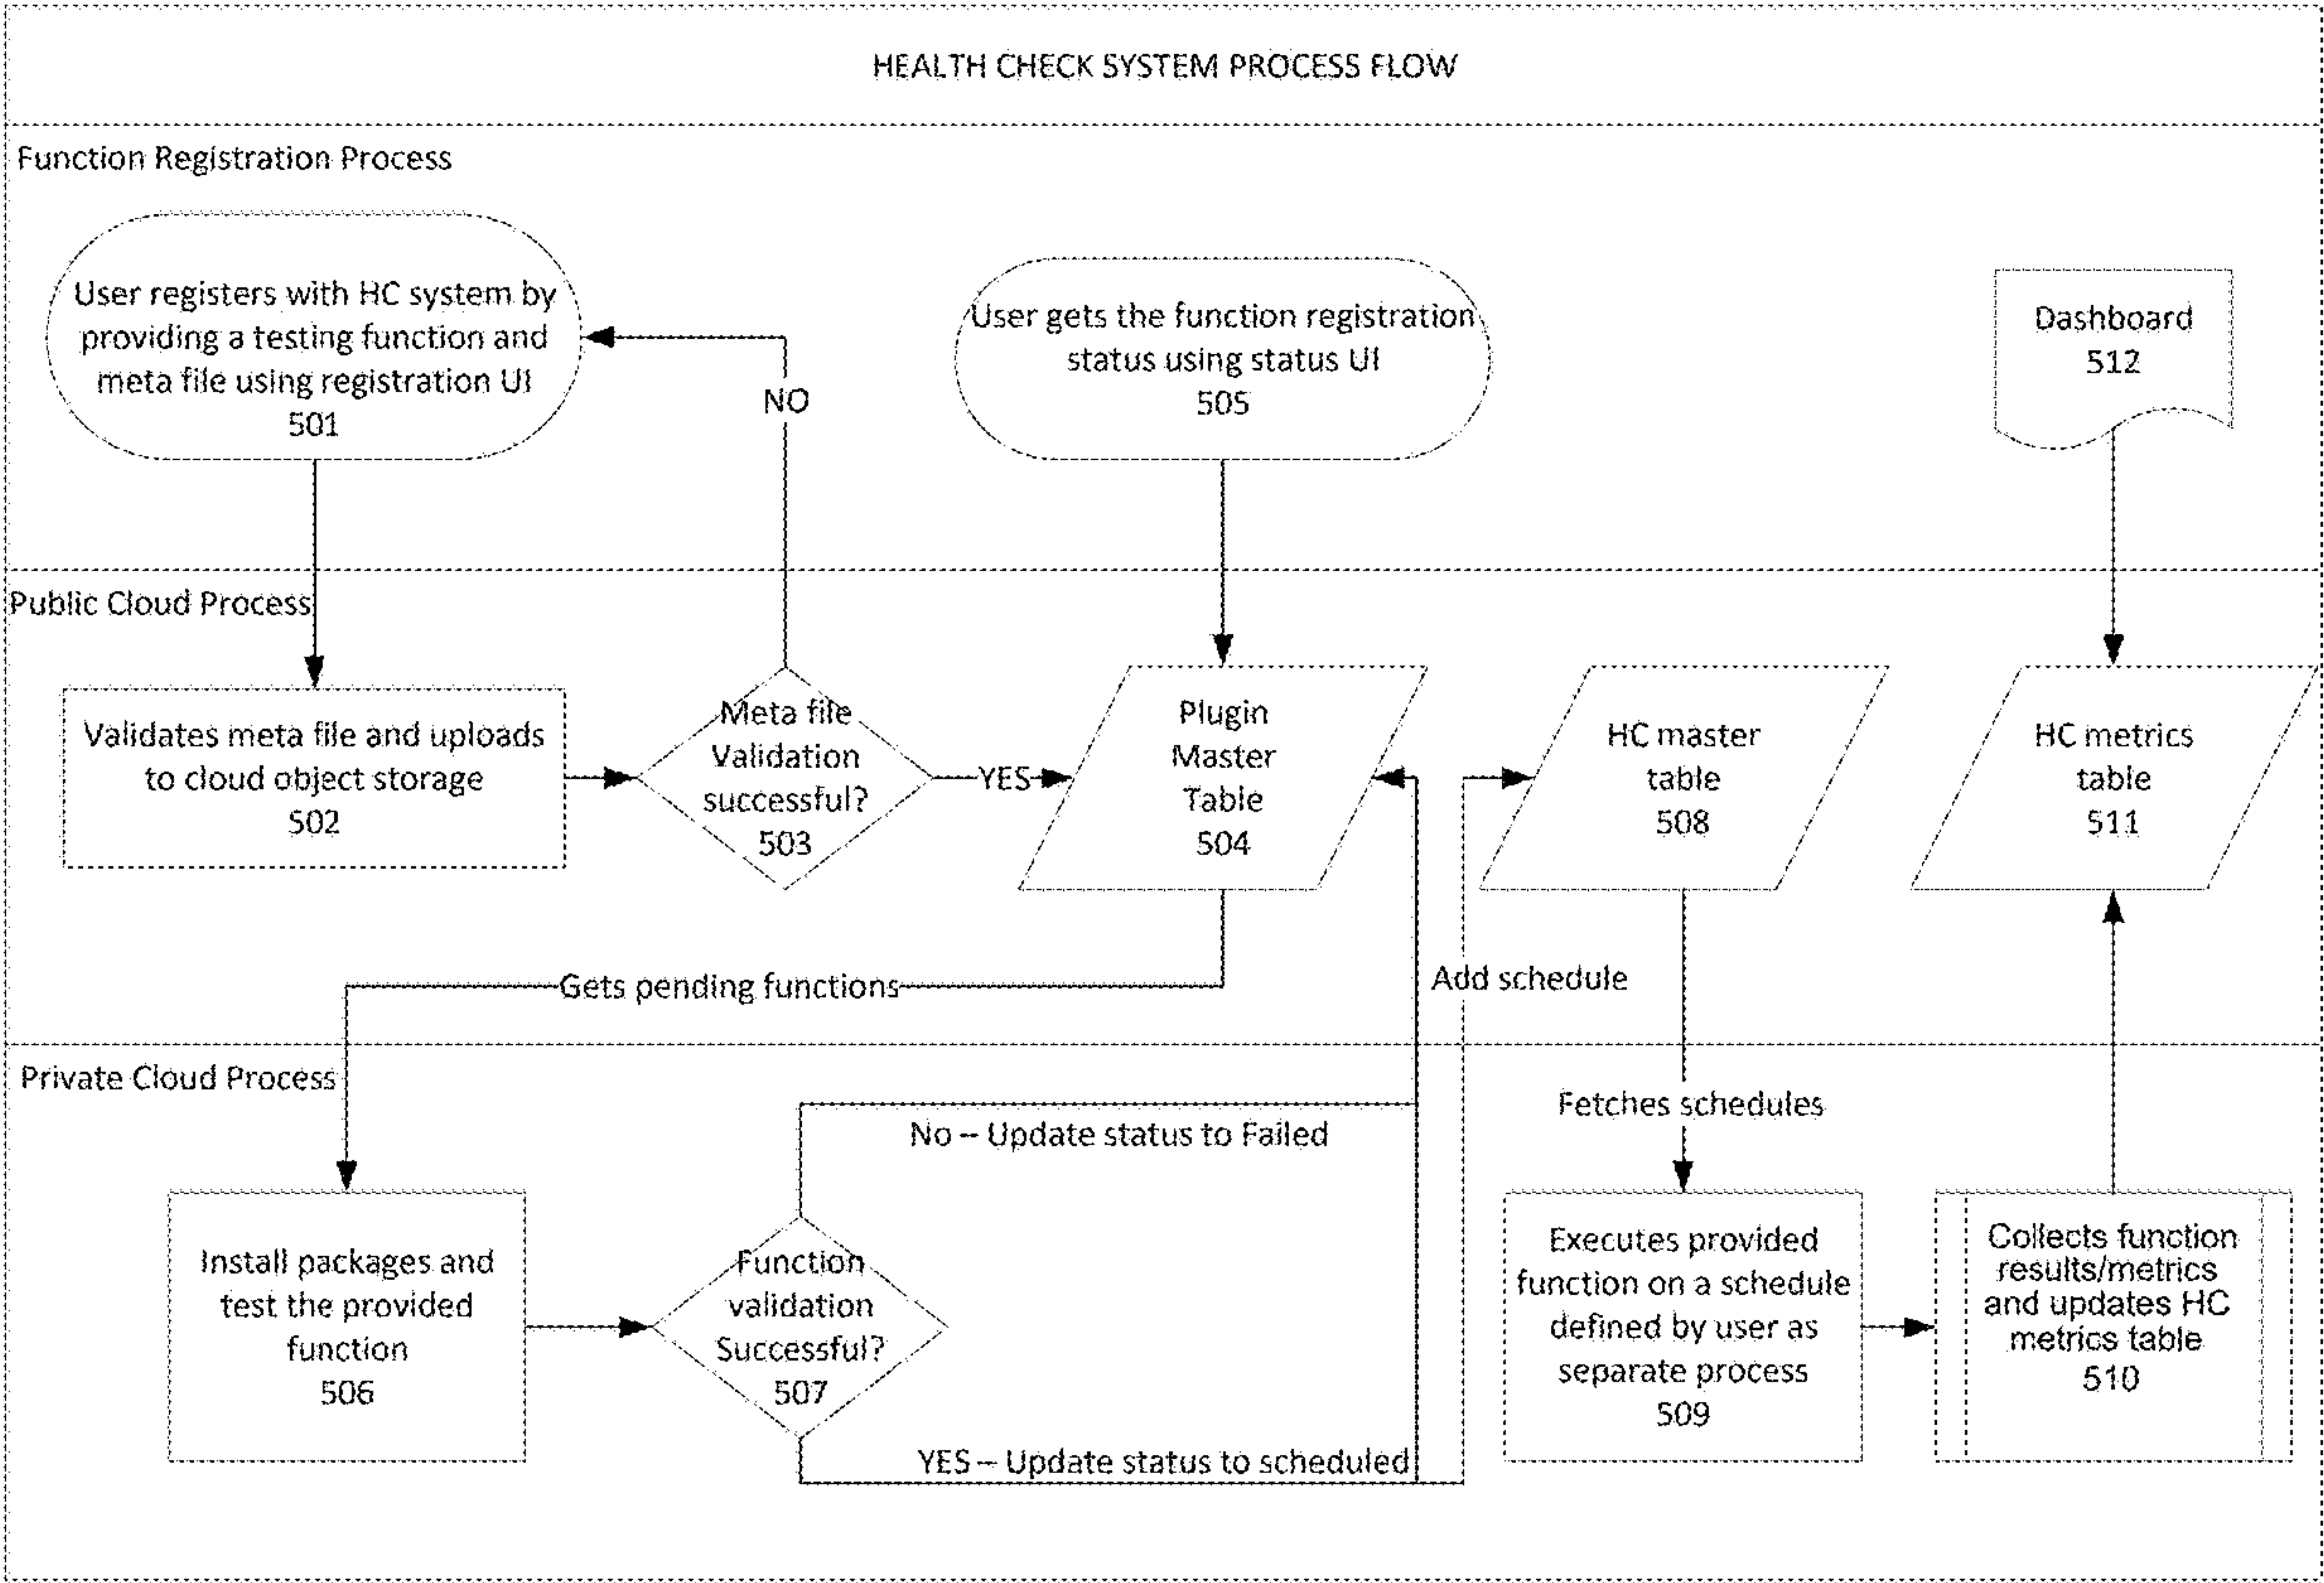 HEALTH CHECK SYSTEM PROCESS FLOW
Function Registration Process
User registers with HC system by
providing a testing function and
meta file using registration UI
501
NO
User gets the function registration
status using status UI
505
Dashboard
512
Public Cloud Process
Validates meta file and uploads
to cloud object storage
502
Meta file
Validation
successful?
503
YES
Plugin
Master
Table
504
HC master
table
508
HC metrics
table
511
Gets pending functions
Add schedule
Private Cloud Process
Fetches schedules
No – Update status to Failed
Install packages and
test the provided
function
506
Function
validation
Successful?
507
YES – Update status to scheduled
Executes provided
function on a schedule
defined by user as
separate process
509
Collects function
results/metrics
and updates HC
metrics table
510